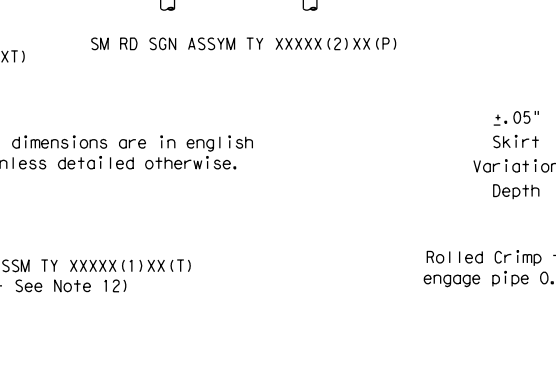 SM RD SGN ASSYM TY XXXXX(2)XX(P)
XT)
±.05"
Skirt
Variation
Depth
dimensions are in english
nless detailed otherwise.
SSM TY XXXXX(1)XX(T)
- See Note 12)
Rolled Crimp
engage pipe 0.